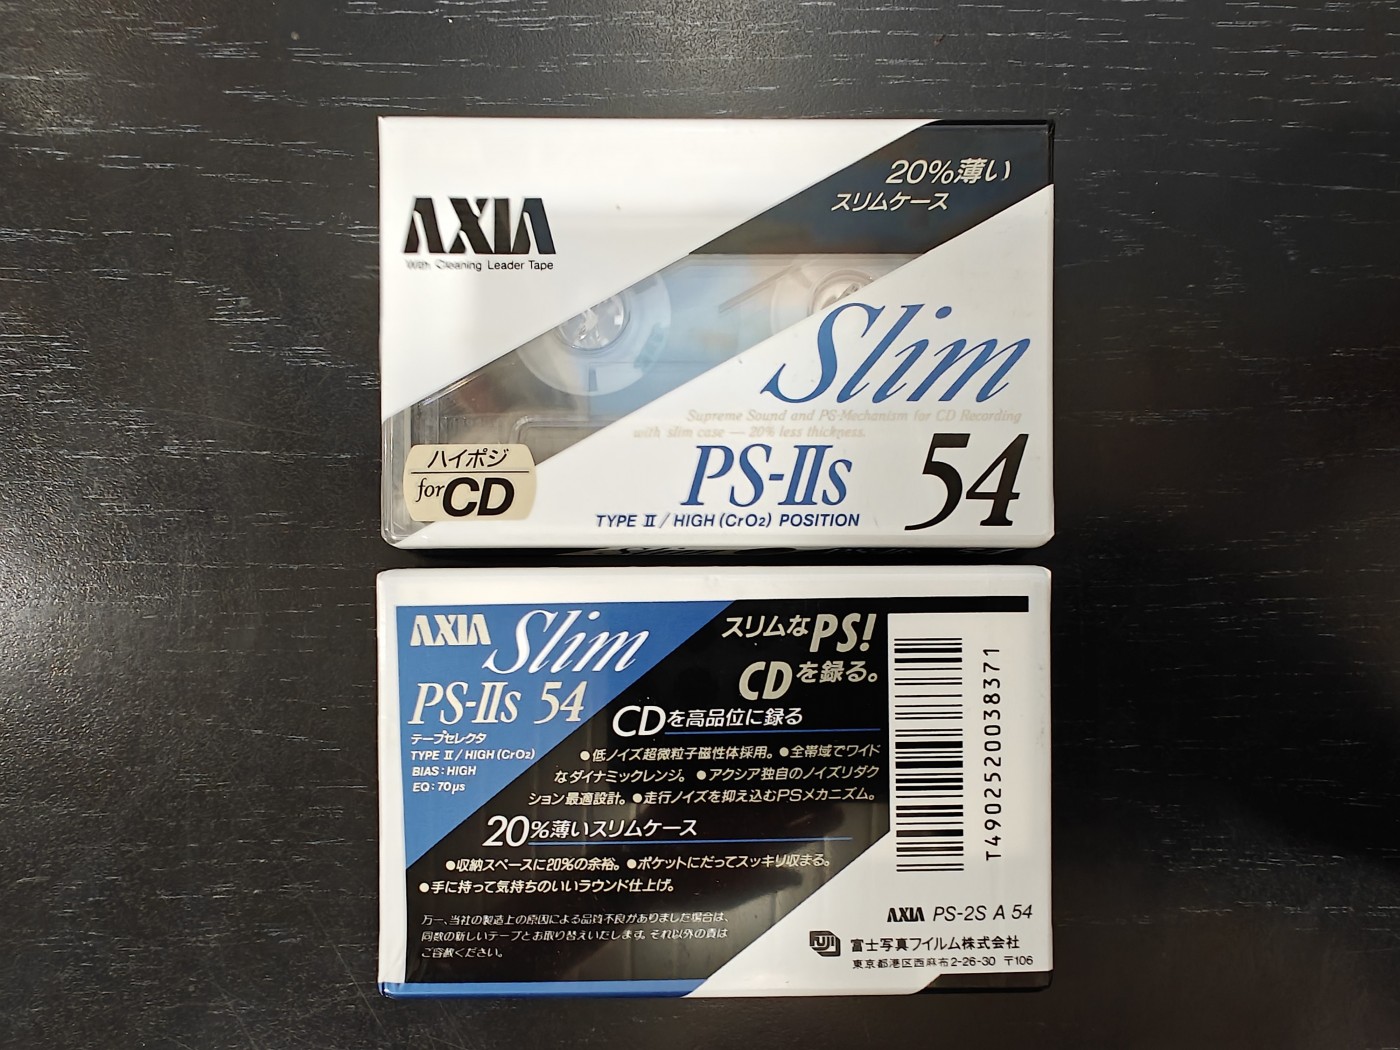 20%薄い
スリムケース
AXIA
With Cleaning Leader Tape
Slim
Supreme Sound and PS-Mechanism for CD Recording
with slim case — 20% less thickness.
ハイポジ
for CD
PS-IIs 54
TYPE II / HIGH (CrO2) POSITION
AXIA Slim
PS-IIs 54
テープセレクタ
TYPE II / HIGH (CrO2)
BIAS : HIGH
EQ : 70μs
スリムなPS!
CDを録る。
CDを高品位に録る
●低ノイズ超微粒子磁性体採用。●全帯域でワイド
なダイナミックレンジ。●アクシア独自のノイズリダク
ション最適設計。●走行ノイズを抑え込むPSメカニズム。
20%薄いスリムケース
●収納スペースに20%の余裕。●ポケットにだってスッキリ収まる。
●手に持って気持ちのいいラウンド仕上げ。
万一、当社の製造上の原因による品質不良がありました場合は、
同数の新しいテープとお取り替えいたします。それ以外の責は
ご容赦ください。
T4902520038371
AXIA PS-2S A 54
FUJI 富士写真フイルム株式会社
東京都港区西麻布2-26-30 〒106